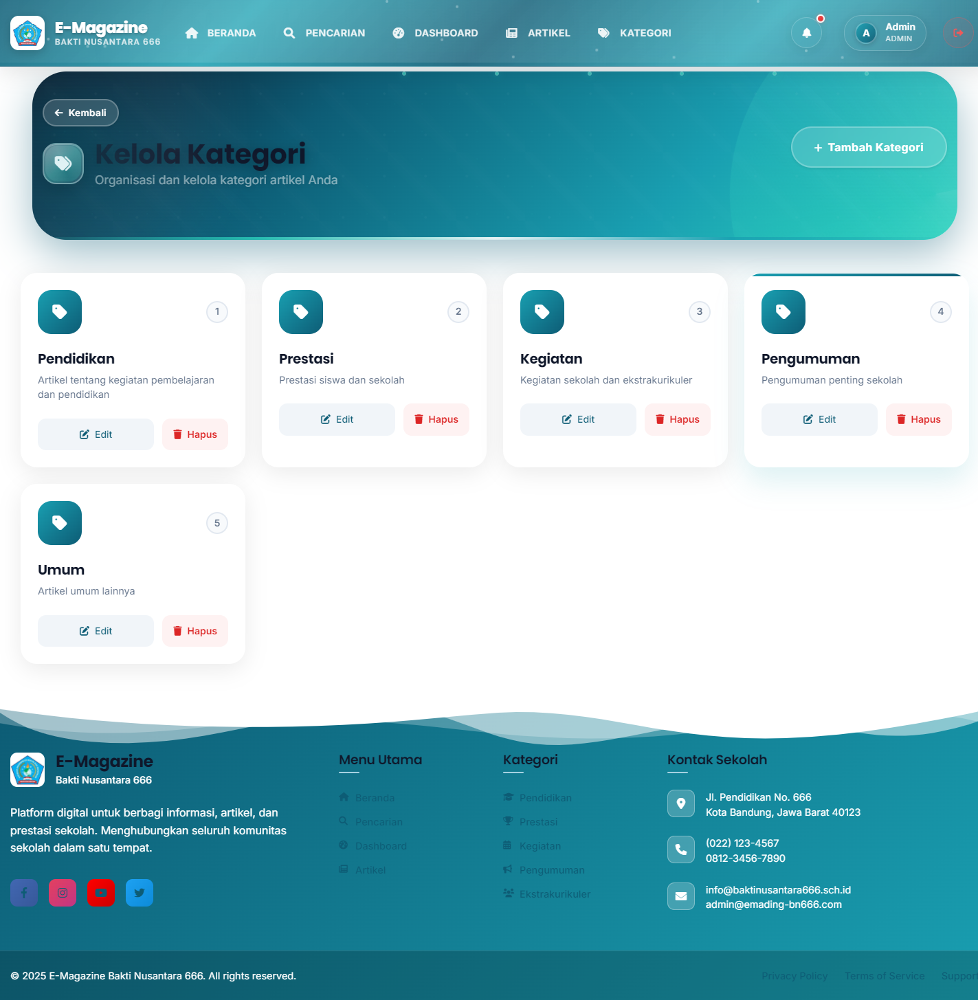 E-Magazine
BAKTI NUSANTARA 666
BERANDA
PENCARIAN
DASHBOARD
ARTIKEL
KATEGORI
A
Admin
ADMIN
Kembali
Kelola Kategori
Organisasi dan kelola kategori artikel Anda
+ Tambah Kategori
1
Pendidikan
Artikel tentang kegiatan pembelajaran
dan pendidikan
Edit
Hapus
2
Prestasi
Prestasi siswa dan sekolah
Edit
Hapus
3
Kegiatan
Kegiatan sekolah dan ekstrakurikuler
Edit
Hapus
4
Pengumuman
Pengumuman penting sekolah
Edit
Hapus
5
Umum
Artikel umum lainnya
Edit
Hapus
E-Magazine
Bakti Nusantara 666
Platform digital untuk berbagi informasi, artikel, dan
prestasi sekolah. Menghubungkan seluruh komunitas
sekolah dalam satu tempat.
Menu Utama
Beranda
Pencarian
Dashboard
Artikel
Kategori
Pendidikan
Prestasi
Kegiatan
Pengumuman
Ekstrakurikuler
Kontak Sekolah
Jl. Pendidikan No. 666
Kota Bandung, Jawa Barat 40123
(022) 123-4567
0812-3456-7890
info@baktinusantara666.sch.id
admin@emading-bn666.com
© 2025 E-Magazine Bakti Nusantara 666. All rights reserved.
Privacy Policy
Terms of Service
Support